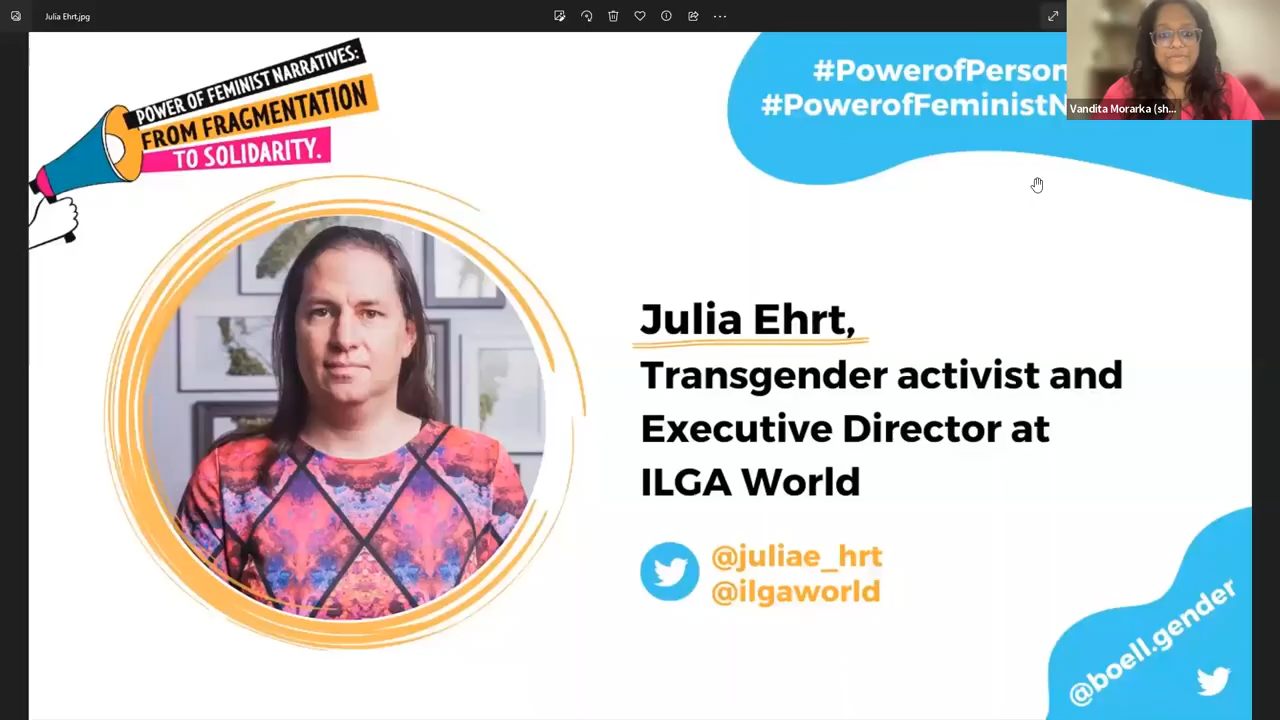 Julia Ehrt.jpg
POWER OF FEMINIST NARRATIVES:
FROM FRAGMENTATION
TO SOLIDARITY.
#PowerofPerson
#PowerofFeministN
Vandita Morarka (sh...
Julia Ehrt,
Transgender activist and
Executive Director at
ILGA World
@juliae_hrt
@ilgaworld
@boell.gender